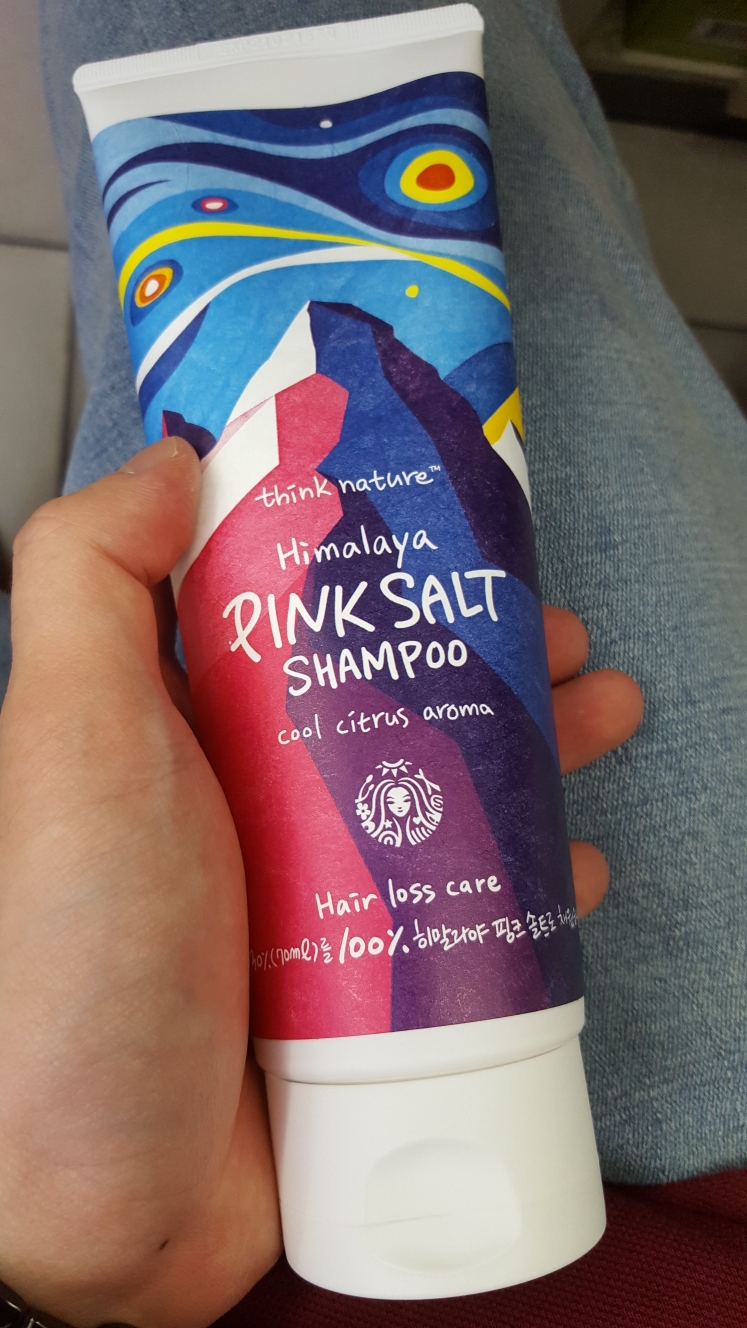 think nature™
Himalaya
PINK SALT
SHAMPOO
cool citrus aroma
Hair loss care
(70ml)를 100% 히말라야 핑크 솔트로